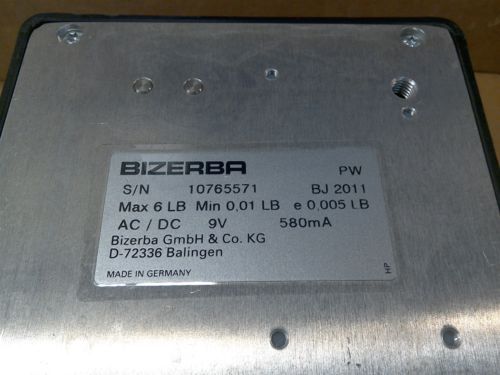 BIZERBA PW
S/N 10765571 BJ 2011
Max 6 LB Min 0,01 LB e 0,005 LB
AC / DC 9V 580mA
Bizerba GmbH & Co. KG
D-72336 Balingen
MADE IN GERMANY HP